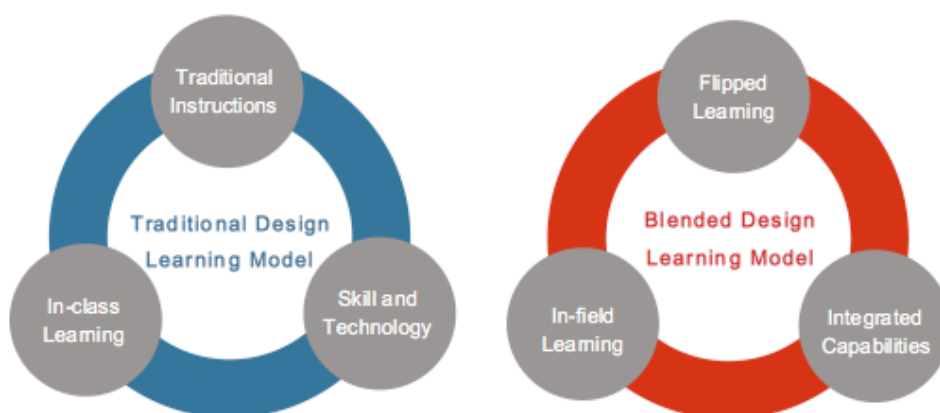 Traditional
Instructions
Traditional Design
Learning Model
In-class
Learning
Skill and
Technology
Flipped
Learning
Blended Design
Learning Model
In-field
Learning
Integrated
Capabilities